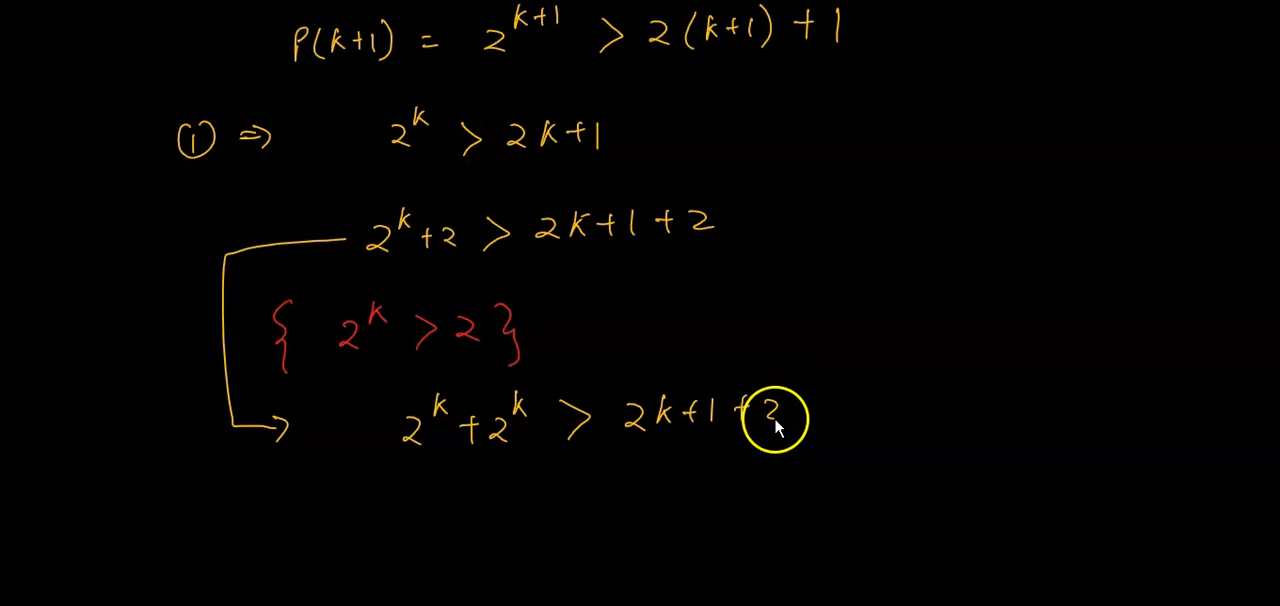 P(k+1) = 2^{k+1} > 2(k+1) + 1
① ⇒ 2^k > 2k+1
2^k + 2 > 2k+1+2
{ 2^k > 2 }
2^k + 2^k > 2k+1+2